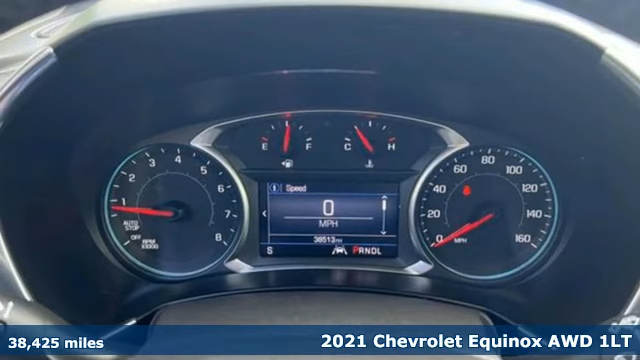 1 2 3 4 5 6 7 8
AUTO
STOP
OFF
RPM
X1000
E F
C H
Speed
0
MPH
38513 mi
S PRNDL
0 20 40 60 80 100 120 140 160
MPH
38,425 miles
2021 Chevrolet Equinox AWD 1LT